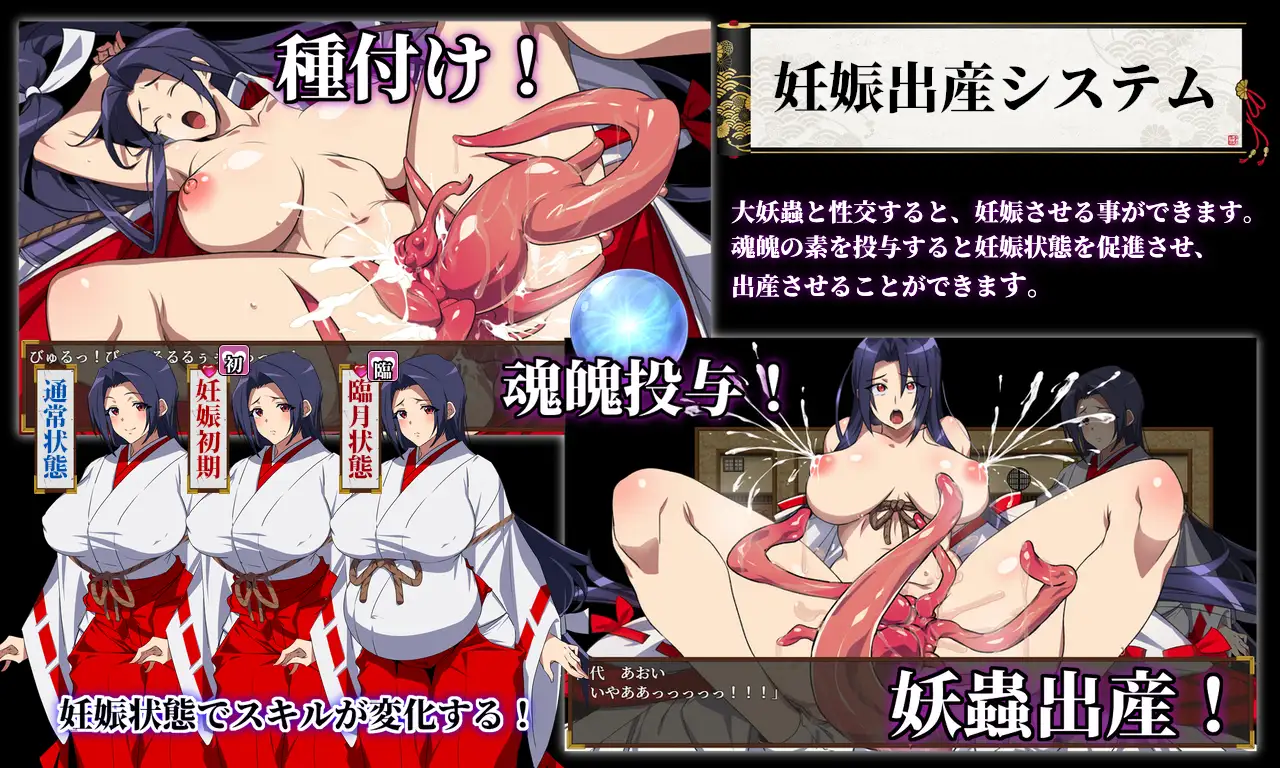 種付け！
妊娠出産システム
大妖蟲と性交すると、妊娠させる事ができます。
魂魄の素を投与すると妊娠状態を促進させ、
出産させることができます。
びゅるっ！
通常状態
初
妊娠初期
臨
臨月状態
魂魄投与！
妊娠状態でスキルが変化する！
代　あおい
いやああっっっっっ！！！」
妖蟲出産！